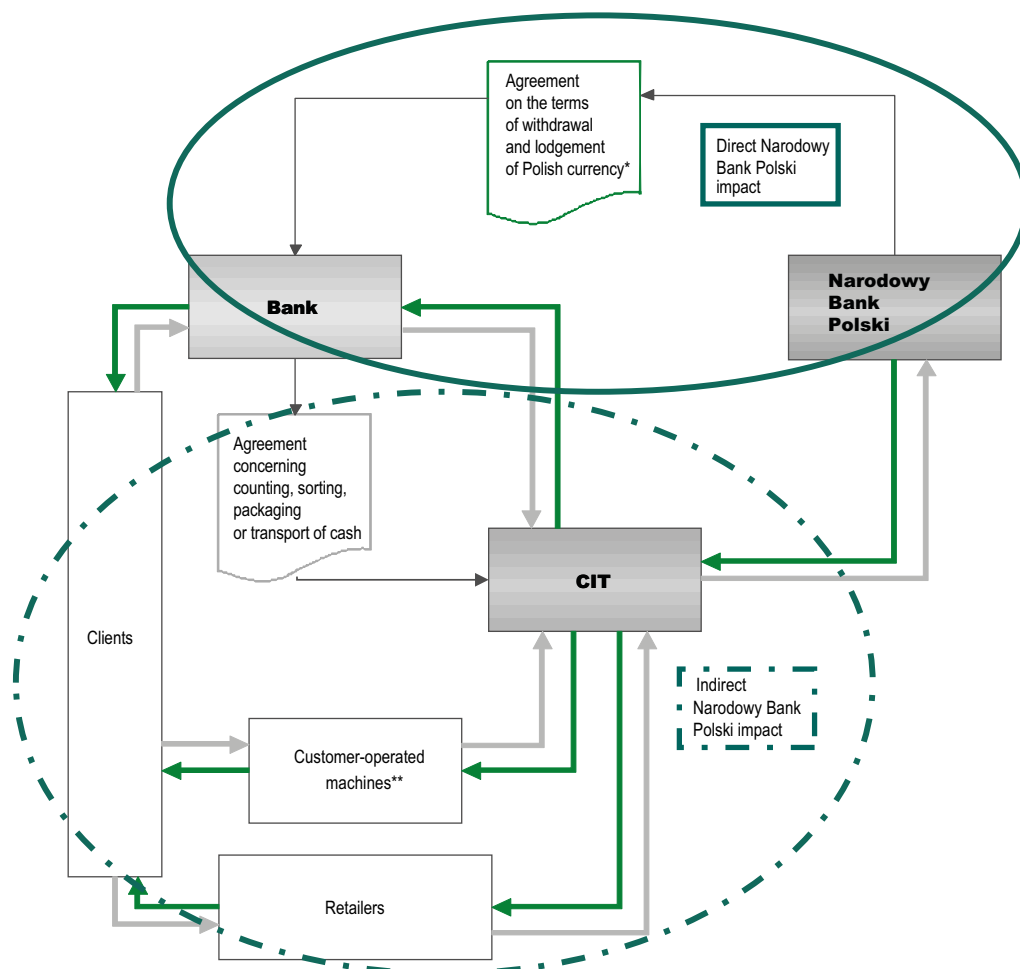 Agreement
on the terms
of withdrawal
and lodgement
of Polish currency*
Direct Narodowy
Bank Polski
impact
Bank
Narodowy
Bank
Polski
Agreement
concerning
counting, sorting,
packaging
or transport of cash
CIT
Clients
Indirect
Narodowy Bank
Polski impact
Customer-operated
machines**
Retailers